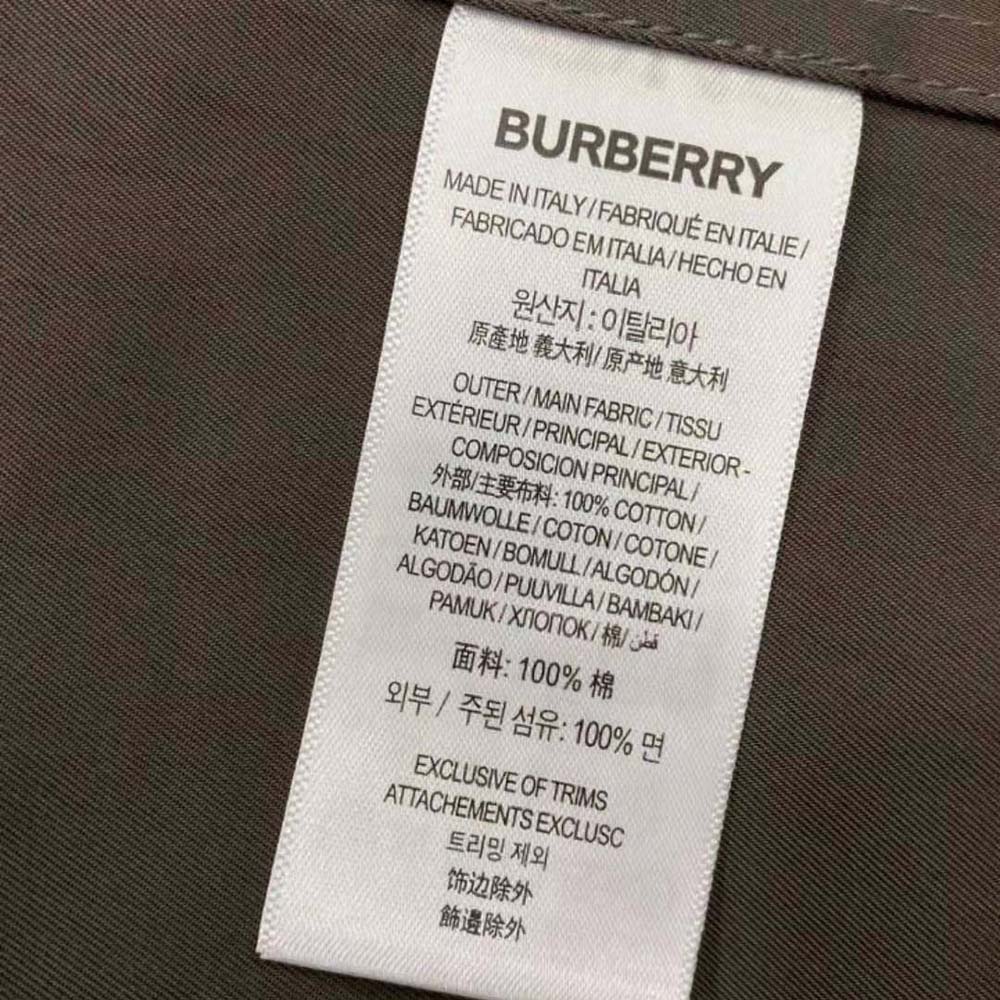 BURBERRY
MADE IN ITALY / FABRIQUÉ EN ITALIE /
FABRICADO EM ITALIA / HECHO EN
ITALIA
원산지 : 이탈리아
原產地 義大利/ 原产地 意大利
OUTER / MAIN FABRIC / TISSU
EXTÉRIEUR / PRINCIPAL / EXTERIOR -
COMPOSICION PRINCIPAL /
外部/主要布料: 100% COTTON /
BAUMWOLLE / COTON / COTONE /
KATOEN / BOMULL / ALGODÓN /
ALGODÃO / PUUVILLA / BAMBAKI /
PAMUK / ХЛОПОК / 棉/ قطن
面料: 100% 棉
외부 / 주된 섬유: 100% 면
EXCLUSIVE OF TRIMS
ATTACHEMENTS EXCLUSC
트리밍 제외
饰边除外
飾邊除外